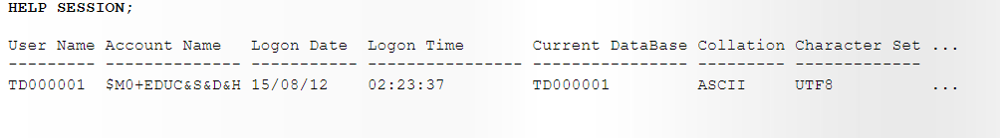 HELP SESSION;
User Name Account Name Logon Date Logon Time Current DataBase Collation Character Set ...
--------- -------------- ----------- ---------------- ---------------- --------- -------------
TD000001 $M0+EDUC&S&D&H 15/08/12 02:23:37 TD000001 ASCII UTF8 ...